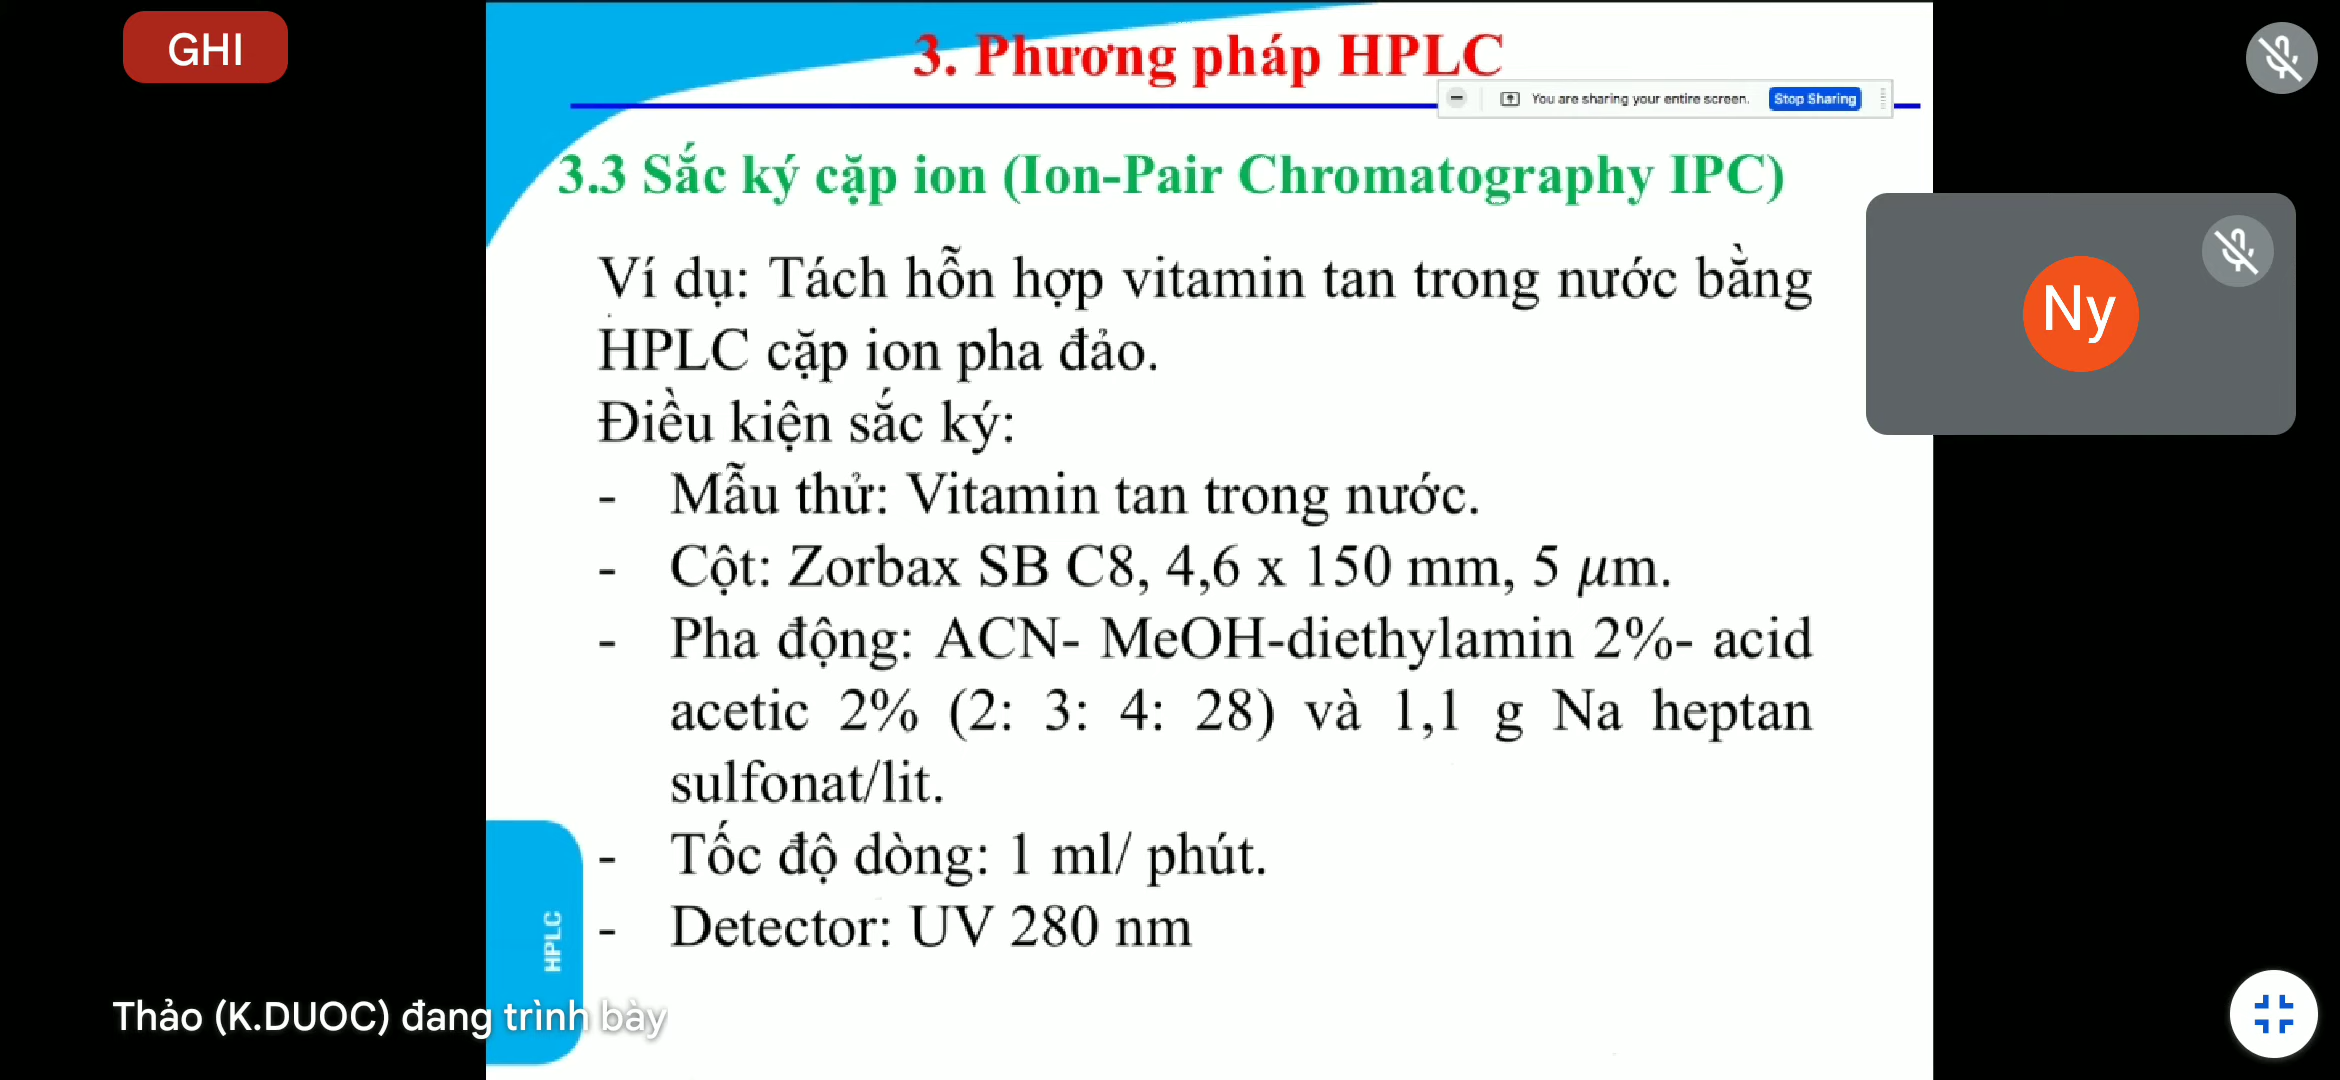 GHI
3. Phương pháp HPLC
You are sharing your entire screen. Stop Sharing
3.3 Sắc ký cặp ion (Ion-Pair Chromatography IPC)
Ví dụ: Tách hỗn hợp vitamin tan trong nước bằng
HPLC cặp ion pha đảo.
Điều kiện sắc ký:
- Mẫu thử: Vitamin tan trong nước.
- Cột: Zorbax SB C8, 4,6 x 150 mm, 5 μm.
- Pha động: ACN- MeOH-diethylamin 2%- acid
acetic 2% (2: 3: 4: 28) và 1,1 g Na heptan
sulfonat/lit.
- Tốc độ dòng: 1 ml/ phút.
- Detector: UV 280 nm
HPLC
Ny
Thảo (K.DUOC) đang trình bày